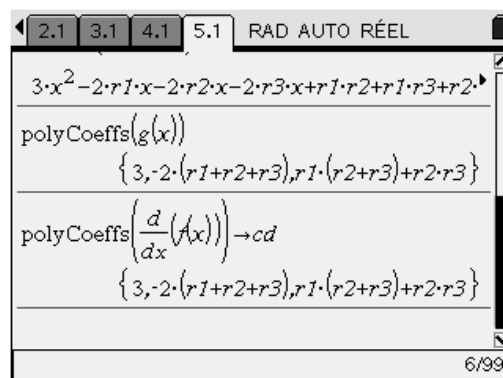 2.1 3.1 4.1 5.1 RAD AUTO RÉEL
3·x²−2·r1·x−2·r2·x−2·r3·x+r1·r2+r1·r3+r2·
polyCoeffs(g(x))
{3,-2·(r1+r2+r3),r1·(r2+r3)+r2·r3}
polyCoeffs(d/dx(f(x)))→cd
{3,-2·(r1+r2+r3),r1·(r2+r3)+r2·r3}
6/99